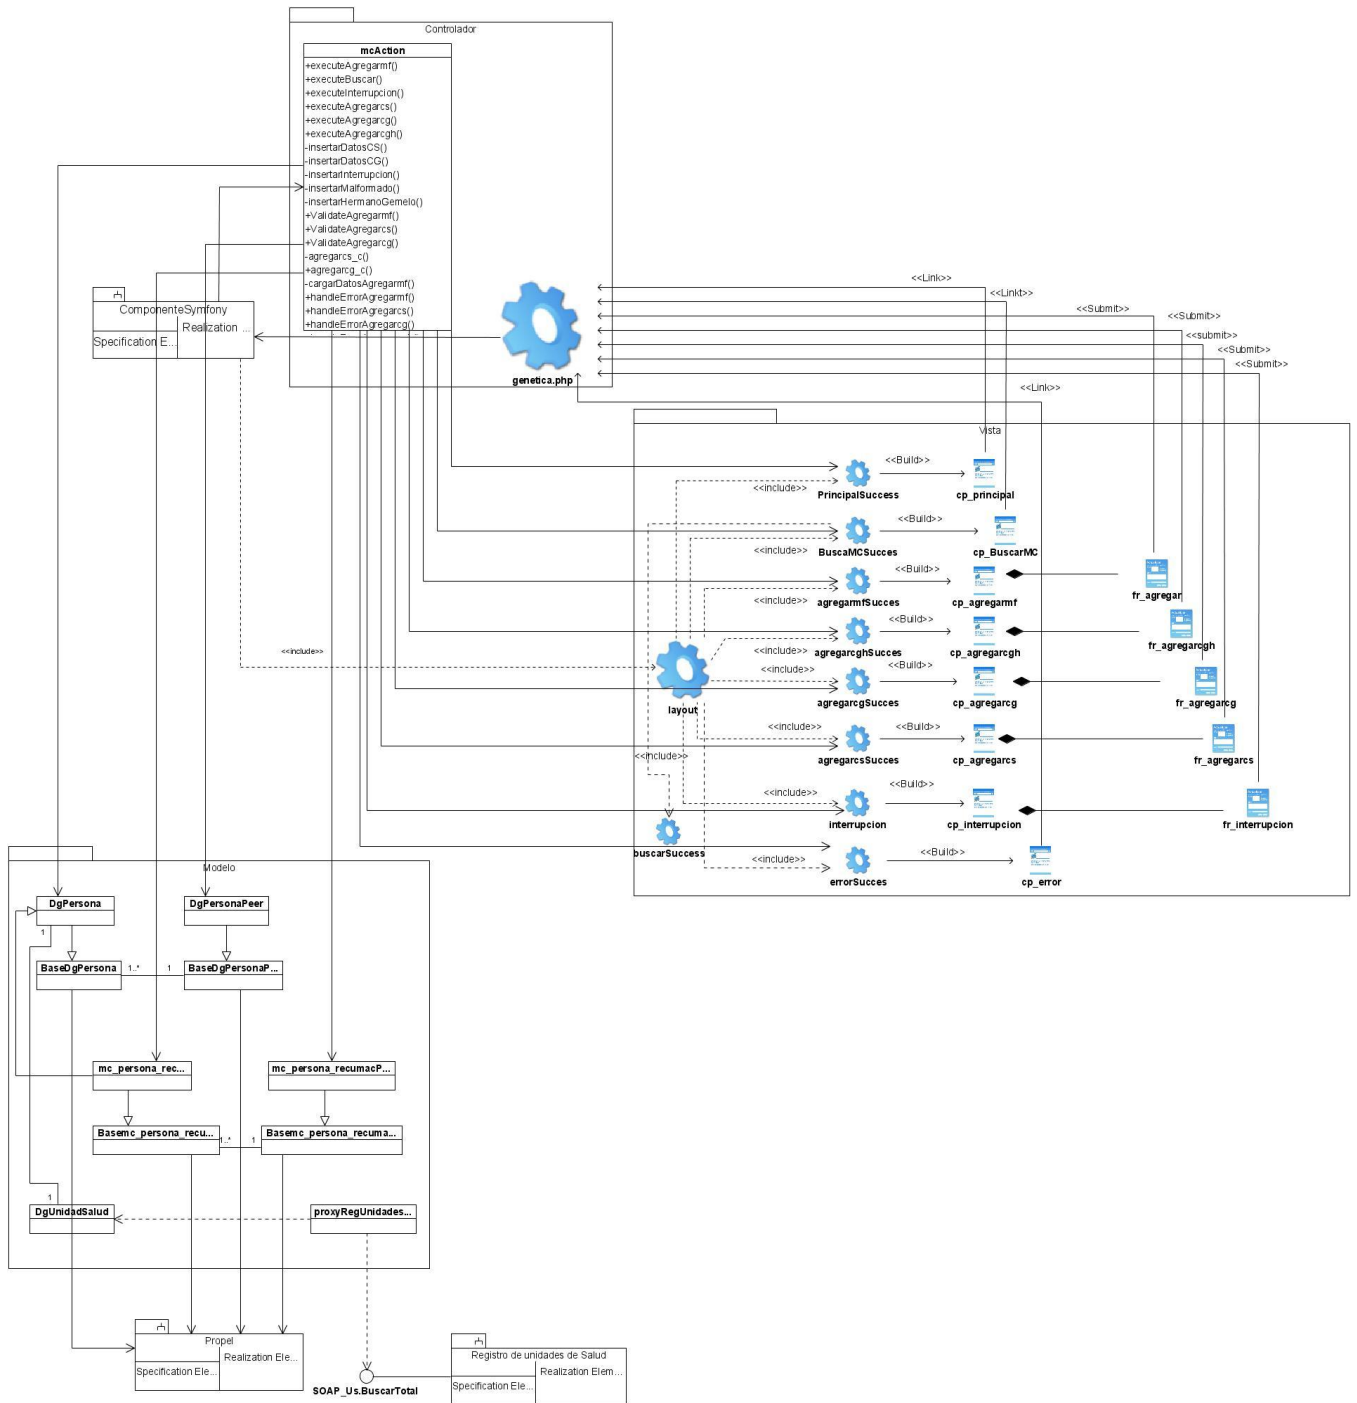 Controlador
mcAction
+executeAgregarmf()
+executeBuscar()
+executeInterrupcion()
+executeAgregarcs()
+executeAgregarcg()
+executeAgregarcgh()
-insertarDatosCS()
-insertarDatosCG()
-insertarInterrupcion()
-insertarMalformado()
-insertarHermanoGemelo()
+ValidateAgregarmf()
+ValidateAgregarcs()
+ValidateAgregarcg()
-agregarcs_c()
+agregarcg_c()
-cargarDatosAgregarmf()
+handleErrorAgregarmf()
+handleErrorAgregarcs()
+handleErrorAgregarcg()
ComponenteSymfony
Specification E...
Realization ...
genetica.php
<<Link>>
<<Linkt>>
<<Submit>>
<<submit>>
<<Submit>>
<<Submit>>
<<Link>>
Vista
<<include>>
PrincipalSuccess
<<Build>>
cp_principal
<<include>>
BuscaMCSucces
<<Build>>
cp_BuscarMC
<<include>>
agregarmfSucces
<<Build>>
cp_agregarmf
fr_agregar
<<include>>
agregarcghSucces
<<Build>>
cp_agregarcgh
fr_agregarcgh
<<include>>
layout
<<include>>
agregarcgSucces
<<Build>>
cp_agregarcg
fr_agregarcg
<<include>>
<<include>>
agregarcsSucces
<<Build>>
cp_agregarcs
fr_agregarcs
<<include>>
interrupcion
<<Build>>
cp_interrupcion
fr_interrupcion
buscarSuccess
<<include>>
errorSucces
<<Build>>
cp_error
Modelo
DgPersona
DgPersonaPeer
1
BaseDgPersona
1..*
1
BaseDgPersonaP...
mc_persona_rec...
mc_persona_recumacP...
Basemc_persona_recu...
1..*
1
Basemc_persona_recuma...
1
DgUnidadSalud
proxyRegUnidades...
Propel
Specification Ele...
Realization Ele...
SOAP_Us.BuscarTotal
Registro de unidades de Salud
Specification Ele...
Realization Elem...